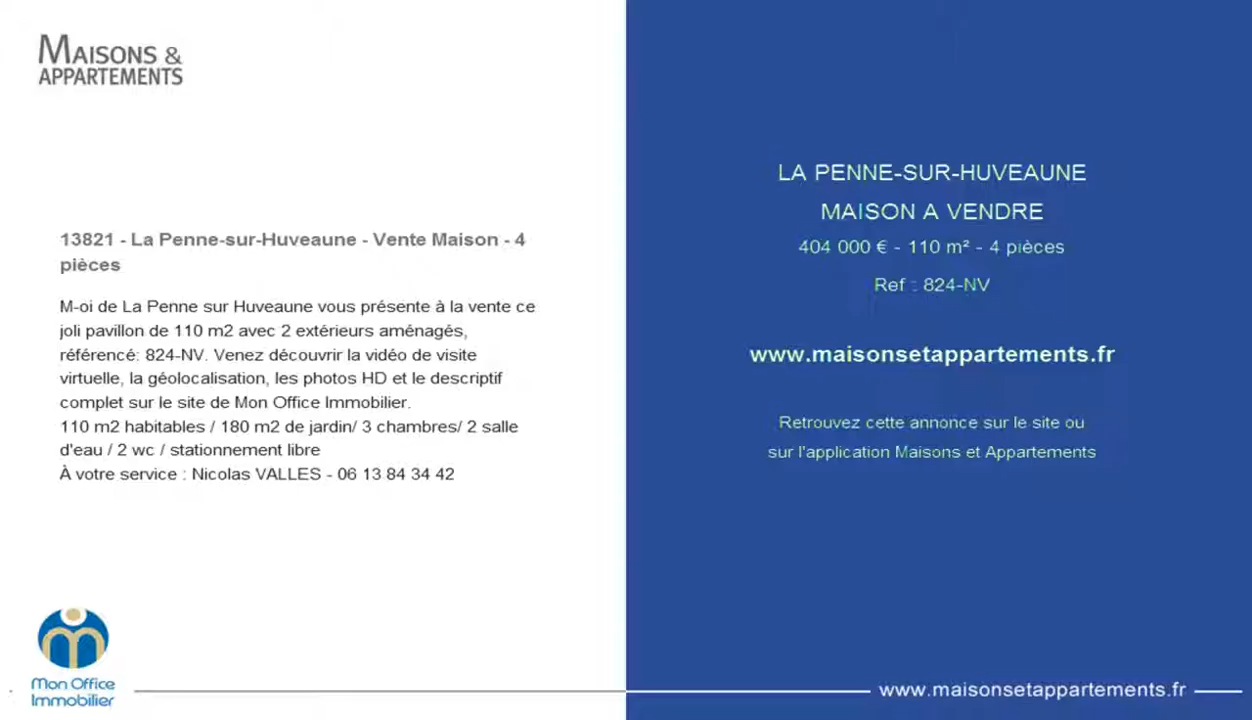 MAISONS &
APPARTEMENTS
13821 - La Penne-sur-Huveaune - Vente Maison - 4
pièces
M-oi de La Penne sur Huveaune vous présente à la vente ce
joli pavillon de 110 m2 avec 2 extérieurs aménagés,
référencé: 824-NV. Venez découvrir la vidéo de visite
virtuelle, la géolocalisation, les photos HD et le descriptif
complet sur le site de Mon Office Immobilier.
110 m2 habitables / 180 m2 de jardin/ 3 chambres/ 2 salle
d'eau / 2 wc / stationnement libre
À votre service : Nicolas VALLES - 06 13 84 34 42
Mon Office
Immobilier
LA PENNE-SUR-HUVEAUNE
MAISON A VENDRE
404 000 € - 110 m² - 4 pièces
Ref : 824-NV
www.maisonsetappartements.fr
Retrouvez cette annonce sur le site ou
sur l'application Maisons et Appartements
www.maisonsetappartements.fr